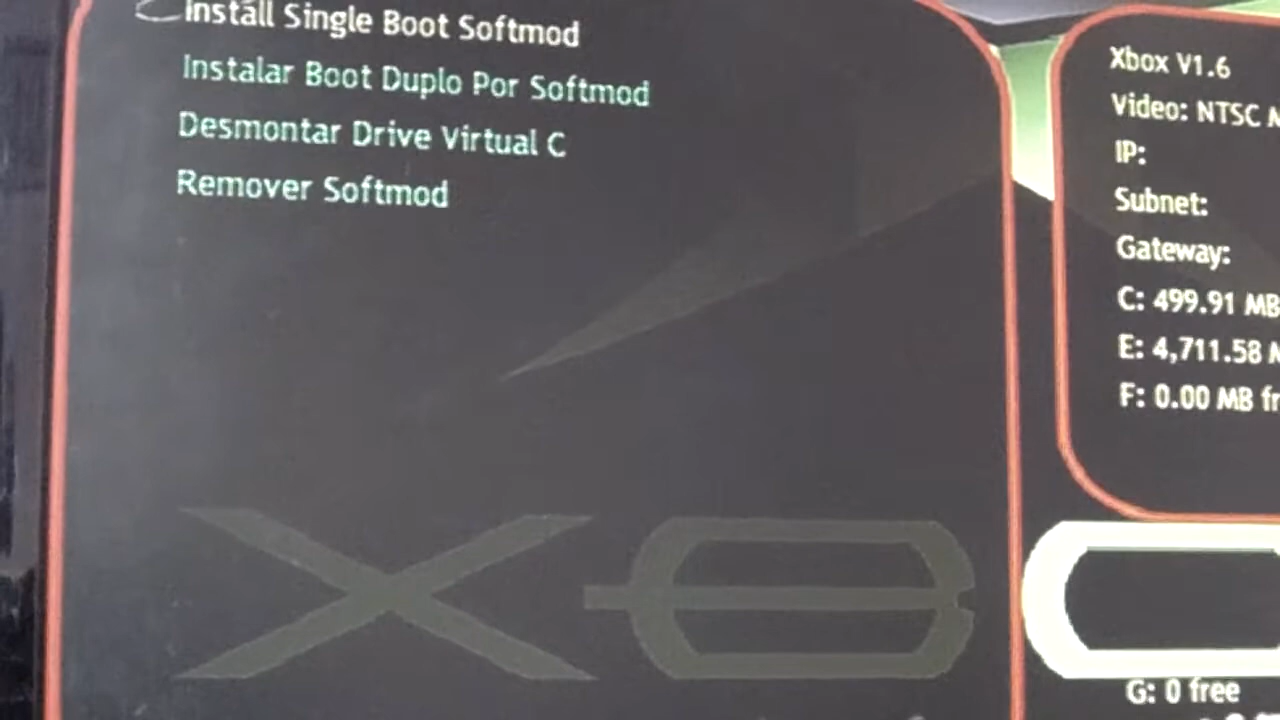 Install Single Boot Softmod
Instalar Boot Duplo Por Softmod
Desmontar Drive Virtual C
Remover Softmod
Xbox V1.6
Video: NTSC
IP:
Subnet:
Gateway:
C: 499.91 MB
E: 4,711.58
F: 0.00 MB
G: 0 free